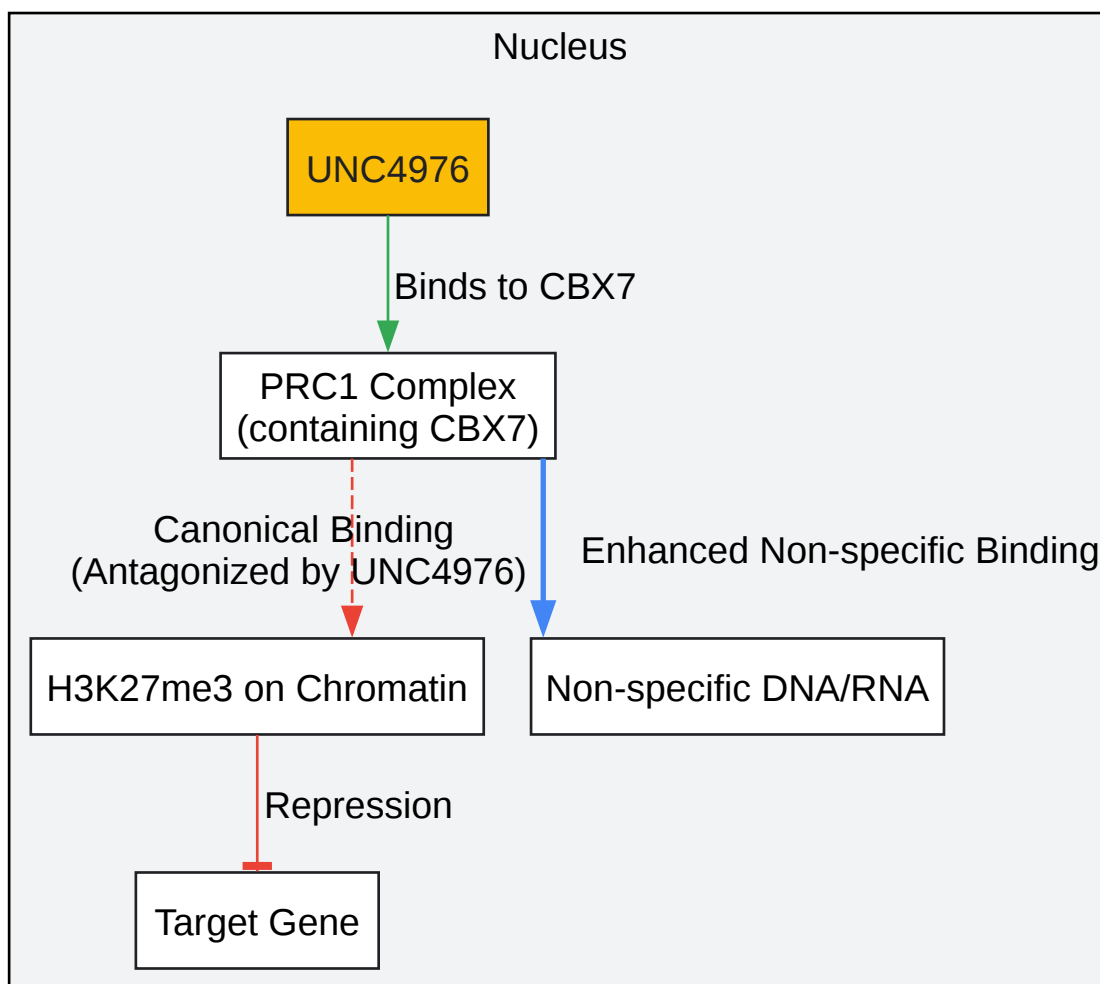 Nucleus
UNC4976
Binds to CBX7
PRC1 Complex
(containing CBX7)
Canonical Binding
(Antagonized by UNC4976)
Enhanced Non-specific Binding
H3K27me3 on Chromatin
Non-specific DNA/RNA
Repression
Target Gene